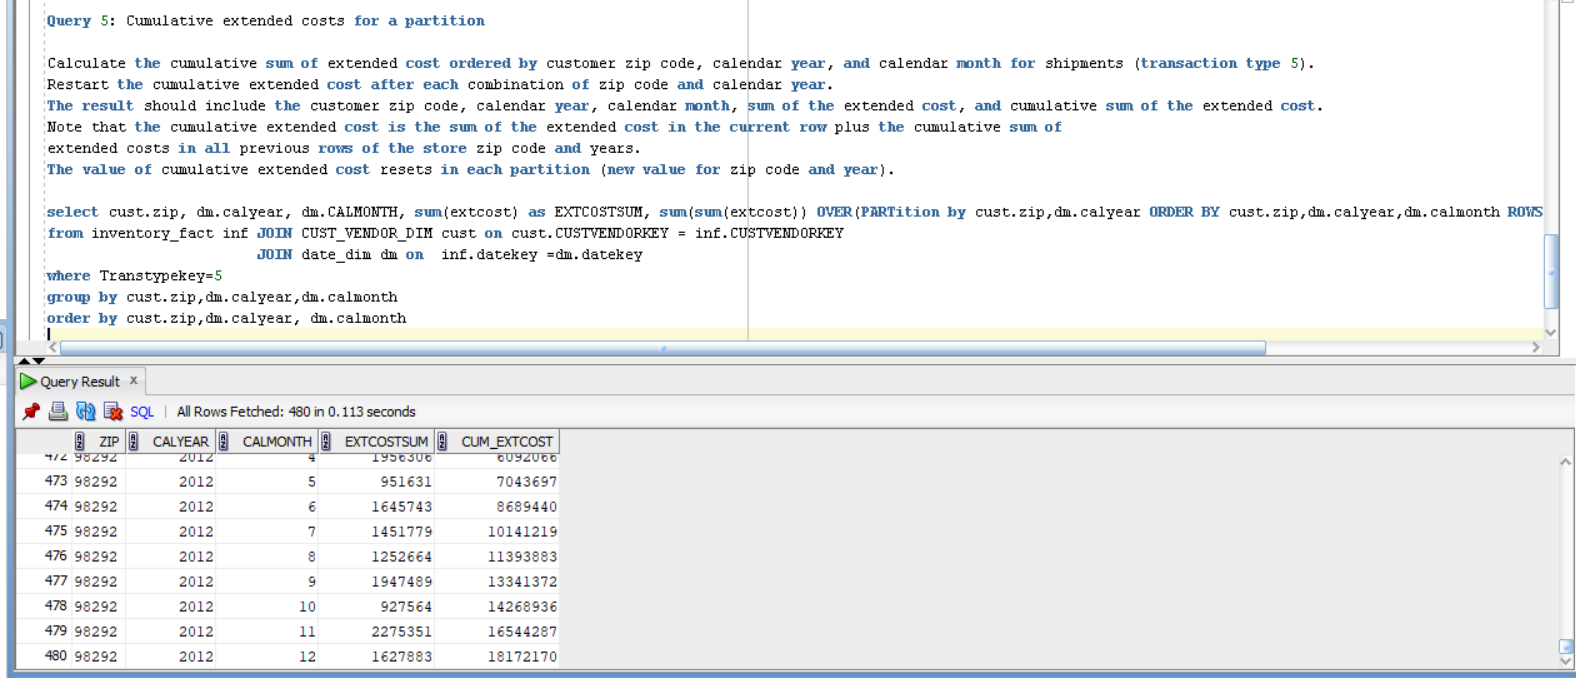 Query 5: Cumulative extended costs for a partition
Calculate the cumulative sum of extended cost ordered by customer zip code, calendar year, and calendar month for shipments (transaction type 5).
Restart the cumulative extended cost after each combination of zip code and calendar year.
The result should include the customer zip code, calendar year, calendar month, sum of the extended cost, and cumulative sum of the extended cost.
Note that the cumulative extended cost is the sum of the extended cost in the current row plus the cumulative sum of
extended costs in all previous rows of the store zip code and years.
The value of cumulative extended cost resets in each partition (new value for zip code and year).
select cust.zip, dm.calyear, dm.CALMONTH, sum(extcost) as EXTCOSTSUM, sum(sum(extcost)) OVER(PARTition by cust.zip,dm.calyear ORDER BY cust.zip,dm.calyear,dm.calmonth ROWS
from inventory_fact inf JOIN CUST_VENDOR_DIM cust on cust.CUSTVENDORKEY = inf.CUSTVENDORKEY
JOIN date_dim dm on inf.datekey =dm.datekey
where Transtypekey=5
group by cust.zip,dm.calyear,dm.calmonth
order by cust.zip,dm.calyear, dm.calmonth
Query Result x
SQL | All Rows Fetched: 480 in 0.113 seconds
ZIP CALYEAR CALMONTH EXTCOSTSUM CUM_EXTCOST
472 98292 2012 4 1956306 6092066
473 98292 2012 5 951631 7043697
474 98292 2012 6 1645743 8689440
475 98292 2012 7 1451779 10141219
476 98292 2012 8 1252664 11393883
477 98292 2012 9 1947489 13341372
478 98292 2012 10 927564 14268936
479 98292 2012 11 2275351 16544287
480 98292 2012 12 1627883 18172170